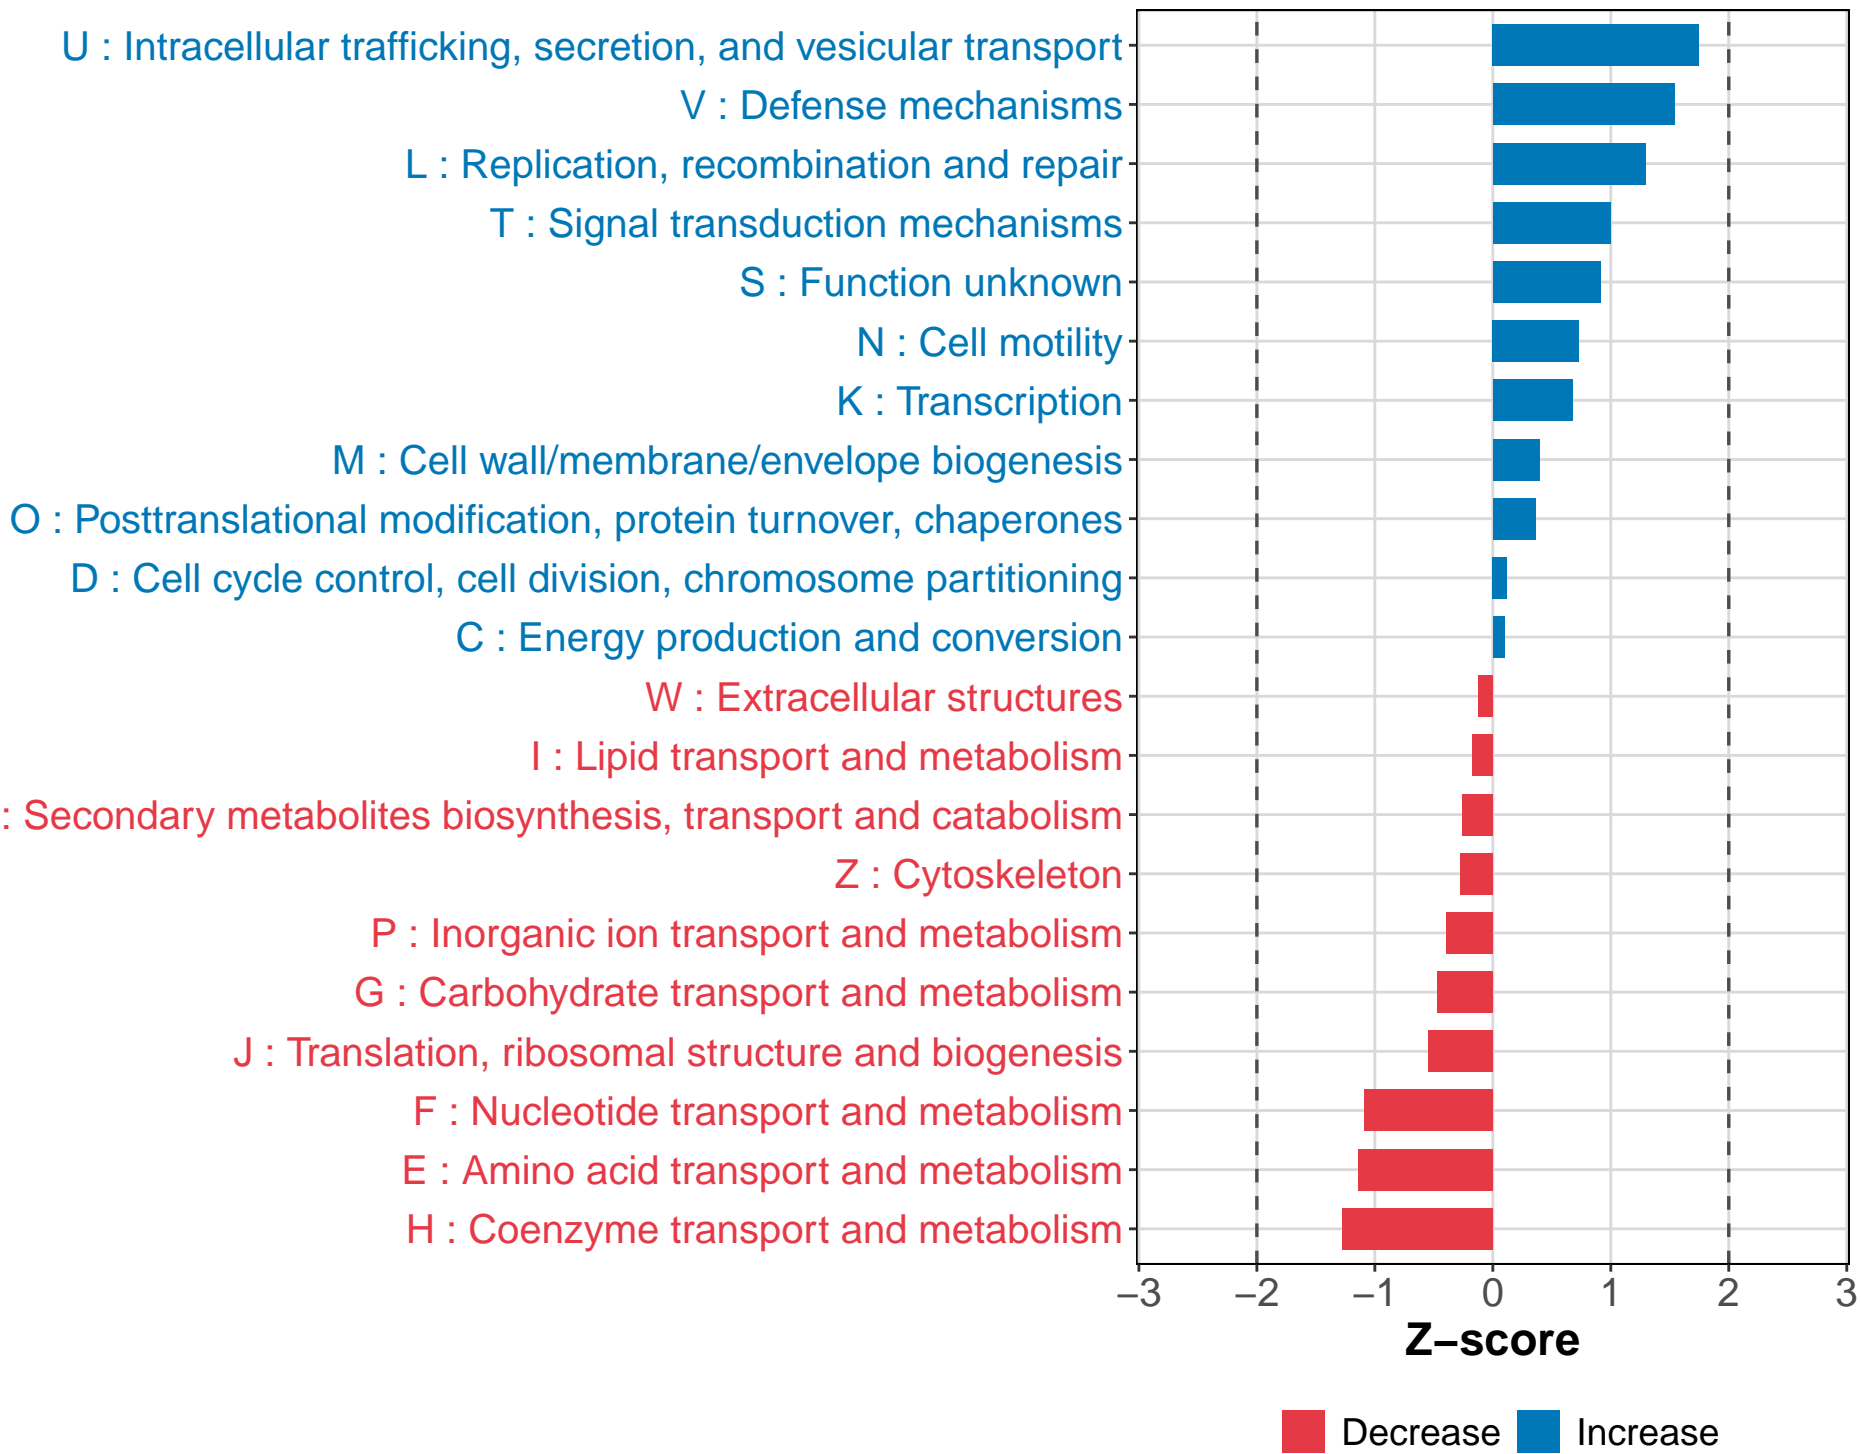 U : Intracellular trafficking, secretion, and vesicular transport
V : Defense mechanisms
L : Replication, recombination and repair
T : Signal transduction mechanisms
S : Function unknown
N : Cell motility
K : Transcription
M : Cell wall/membrane/envelope biogenesis
O : Posttranslational modification, protein turnover, chaperones
D : Cell cycle control, cell division, chromosome partitioning
C : Energy production and conversion
W : Extracellular structures
I : Lipid transport and metabolism
: Secondary metabolites biosynthesis, transport and catabolism
Z : Cytoskeleton
P : Inorganic ion transport and metabolism
G : Carbohydrate transport and metabolism
J : Translation, ribosomal structure and biogenesis
F : Nucleotide transport and metabolism
E : Amino acid transport and metabolism
H : Coenzyme transport and metabolism
−3 −2 −1 0 1 2 3
Z−score
Decrease Increase